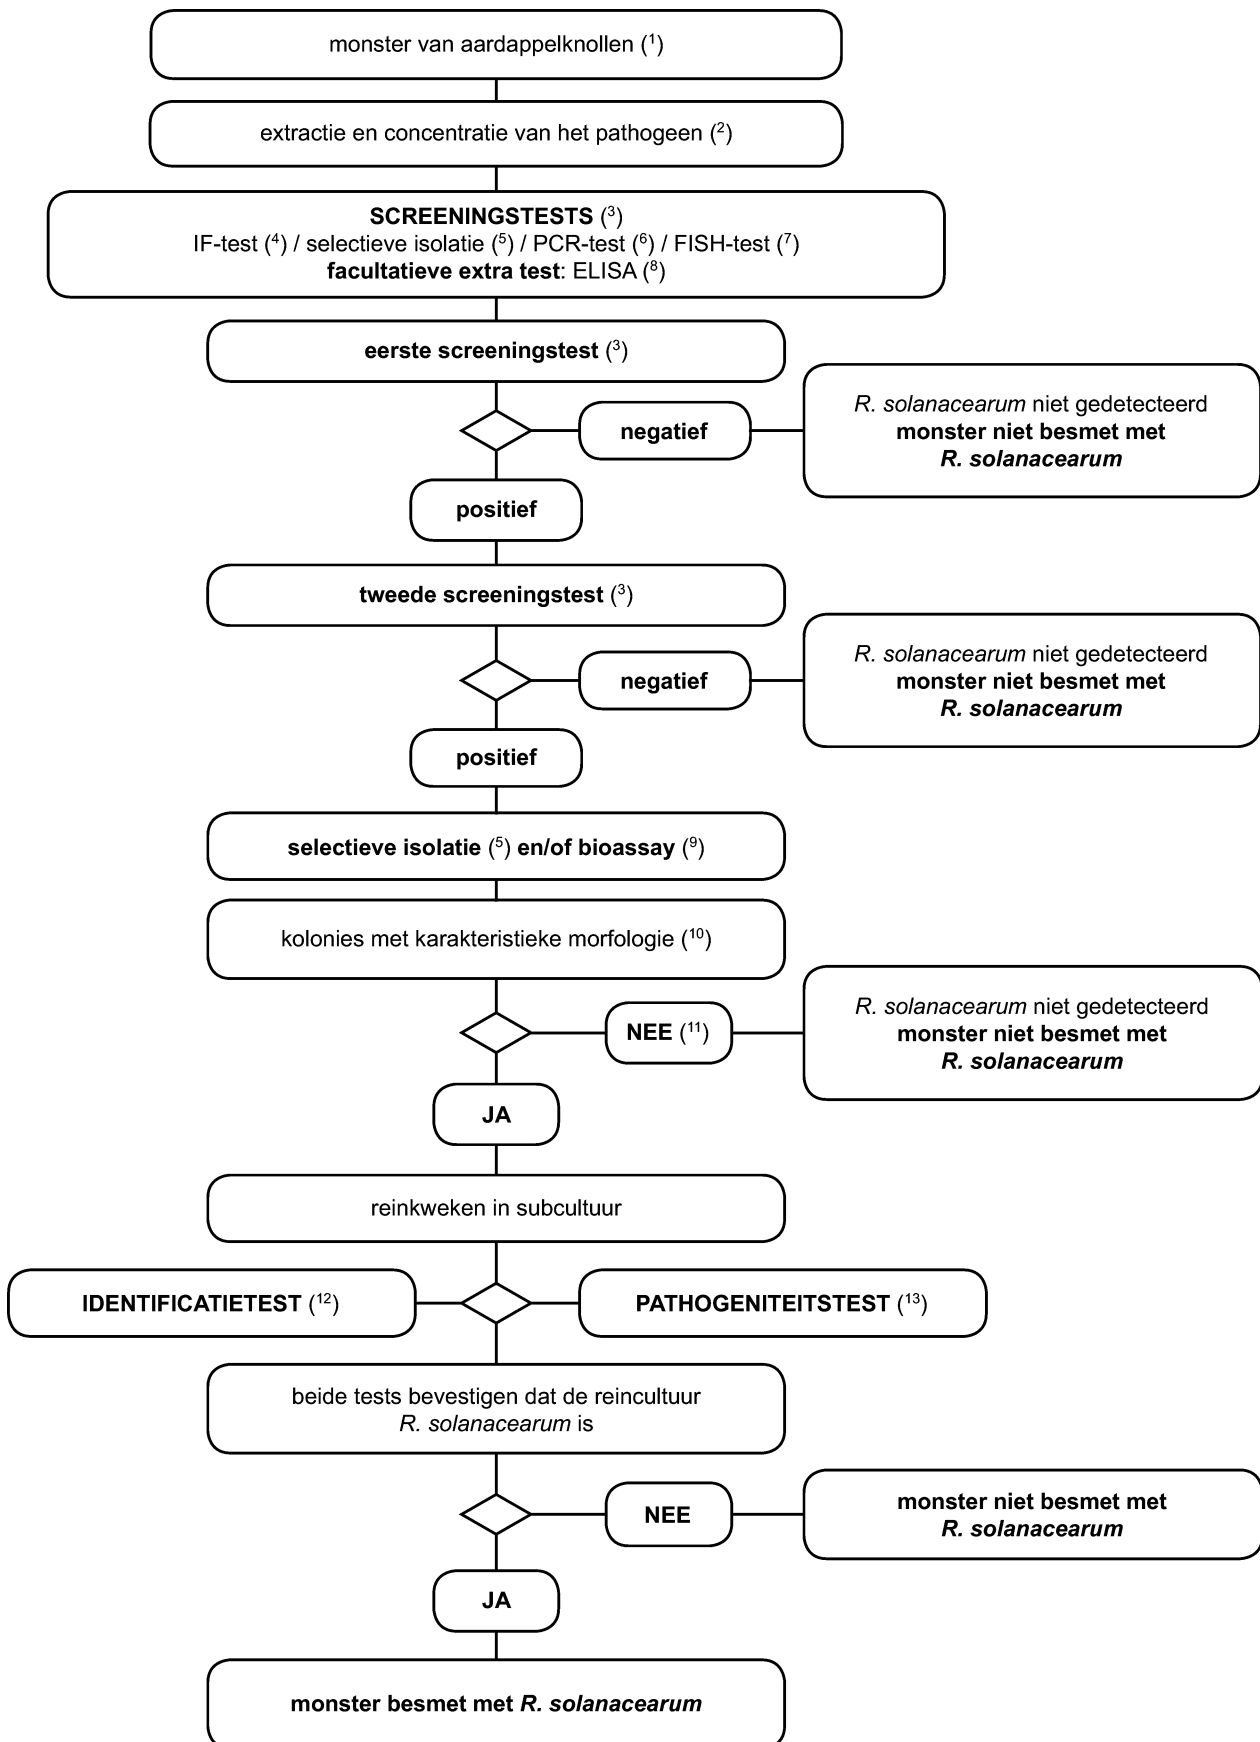 monster van aardappelknollen (¹)
extractie en concentratie van het pathogeen (²)
SCREENINGSTESTS (³)
IF-test (⁴) / selectieve isolatie (⁵) / PCR-test (⁶) / FISH-test (⁷)
facultatieve extra test: ELISA (⁸)
eerste screeningstest (³)
negatief
R. solanacearum niet gedetecteerd
monster niet besmet met
R. solanacearum
positief
tweede screeningstest (³)
negatief
R. solanacearum niet gedetecteerd
monster niet besmet met
R. solanacearum
positief
selectieve isolatie (⁵) en/of bioassay (⁹)
kolonies met karakteristieke morfologie (¹⁰)
NEE (¹¹)
R. solanacearum niet gedetecteerd
monster niet besmet met
R. solanacearum
JA
reinkweken in subcultuur
IDENTIFICATIETEST (¹²)
PATHOGENITEITSTEST (¹³)
beide tests bevestigen dat de reincultuur
R. solanacearum is
NEE
monster niet besmet met
R. solanacearum
JA
monster besmet met R. solanacearum